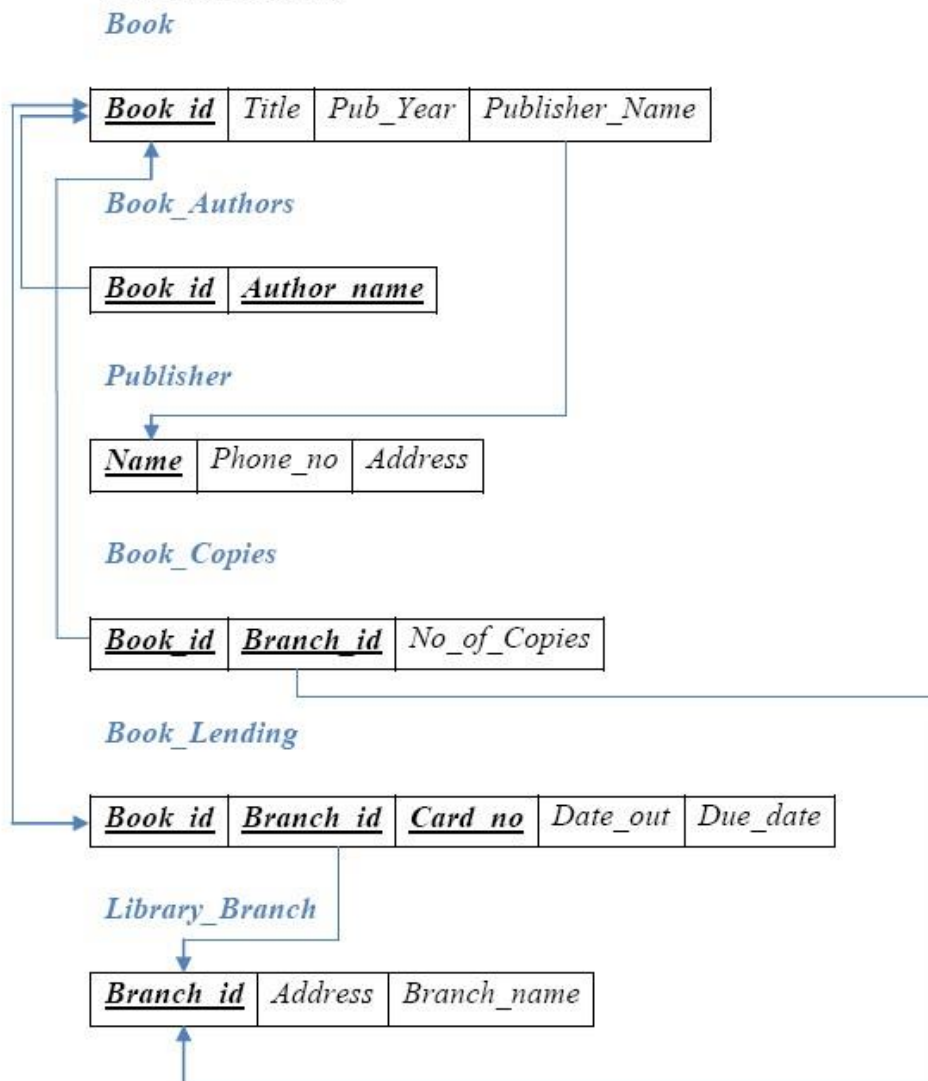 Book
Book_id Title Pub_Year Publisher_Name
Book_Authors
Book_id Author_name
Publisher
Name Phone_no Address
Book_Copies
Book_id Branch_id No_of_Copies
Book_Lending
Book_id Branch_id Card_no Date_out Due_date
Library_Branch
Branch_id Address Branch_name